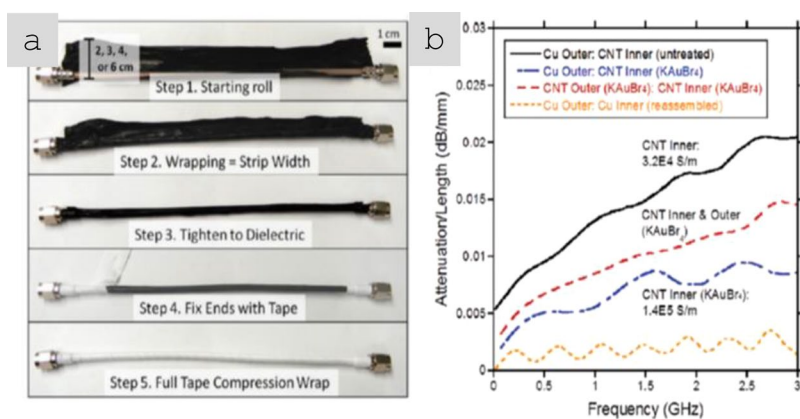 a
1 cm
2, 3, 4,
or 6 cm
Step 1. Starting roll
Step 2. Wrapping = Strip Width
Step 3. Tighten to Dielectric
Step 4. Fix Ends with Tape
Step 5. Full Tape Compression Wrap
b
0.03
0.025
0.02
0.015
0.01
0.005
0
Attenuation/Length (dB/mm)
Cu Outer: CNT Inner (untreated)
Cu Outer: CNT Inner (KAuBr₄)
CNT Outer (KAuBr₄): CNT Inner (KAuBr₄)
Cu Outer: Cu Inner (reassembled)
CNT Inner:
3.2E4 S/m
CNT Inner & Outer
(KAuBr₄)
CNT Inner (KAuBr₄):
1.4E5 S/m
0 0.5 1 1.5 2 2.5 3
Frequency (GHz)